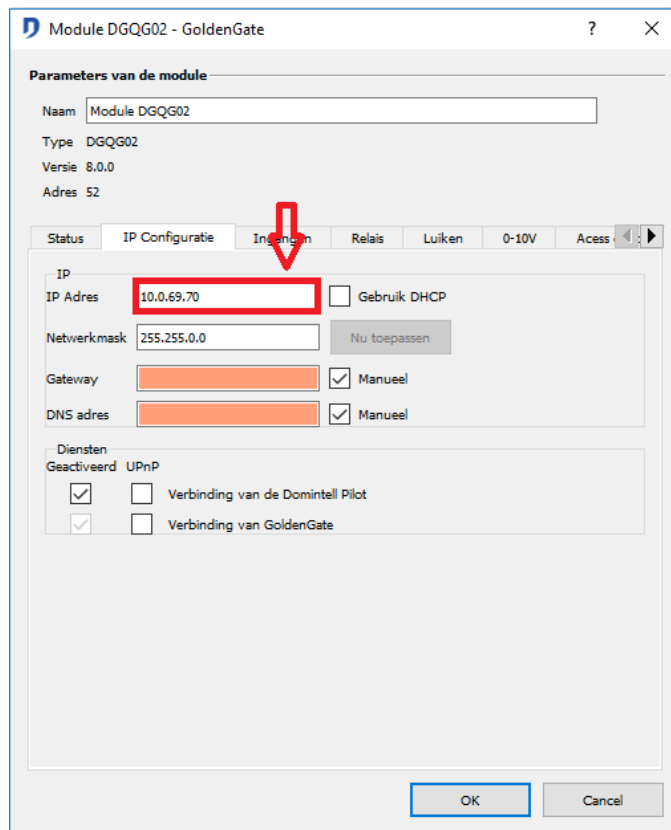 Module DGQG02 - GoldenGate ?
Parameters van de module
Naam Module DGQG02
Type DGQG02
Versie 8.0.0
Adres 52
Status IP Configuratie Ingangen Relais Luiken 0-10V Acess
IP
IP Adres 10.0.69.70 Gebruik DHCP
Netwerkmask 255.255.0.0 Nu toepassen
Gateway Manueel
DNS adres Manueel
Diensten
Geactiveerd UPnP
Verbinding van de Domintell Pilot
Verbinding van GoldenGate
OK Cancel